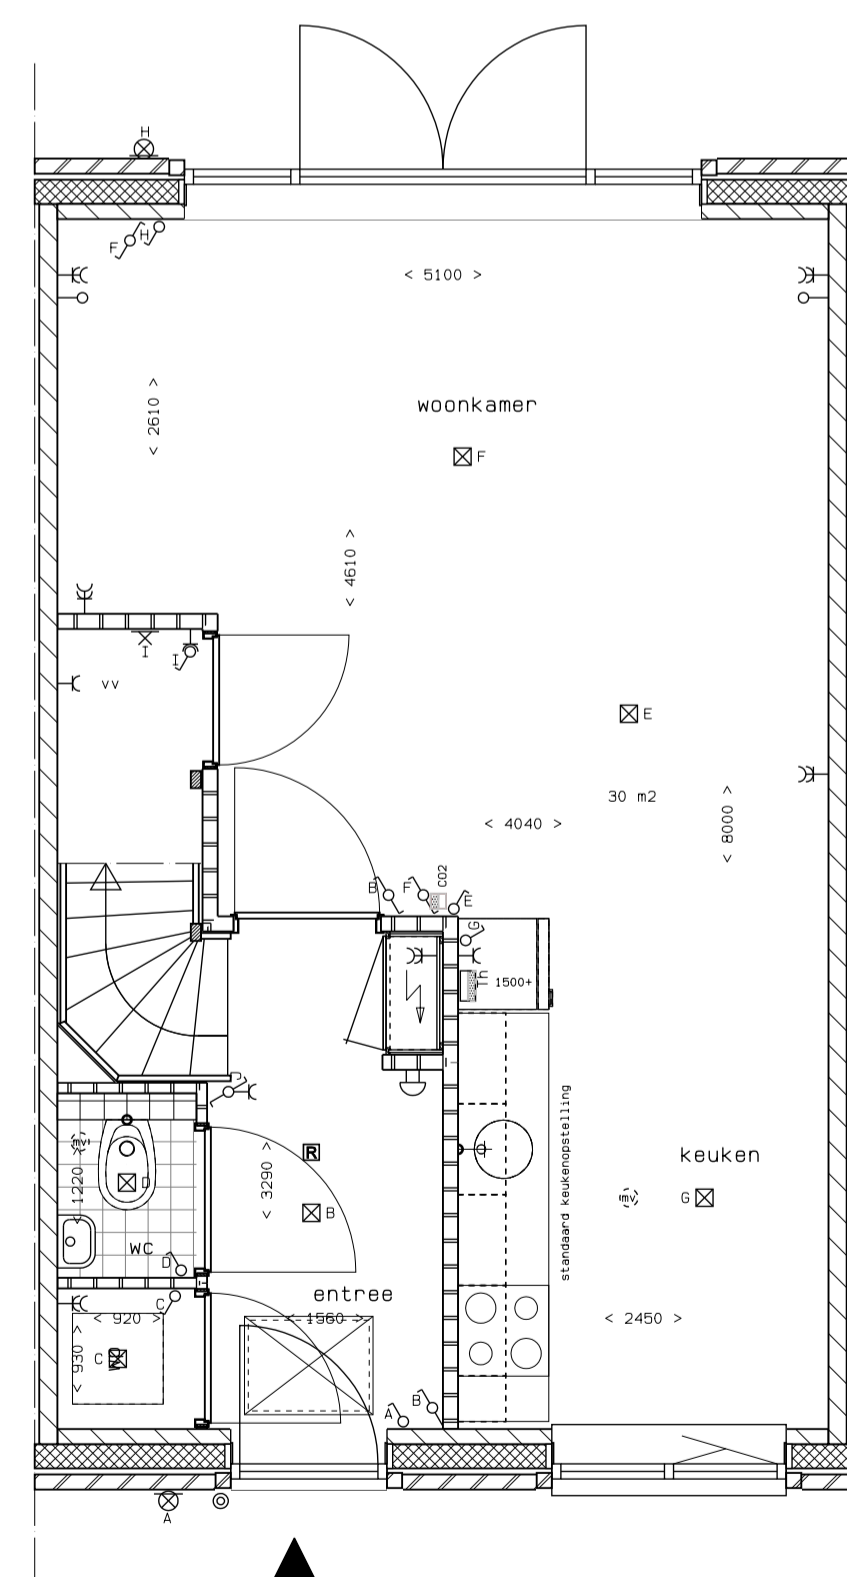 H
F
H
< 5100 >
< 2610 >
woonkamer
F
< 4610 >
I
I
vv
E
30 m2
< 4040 >
< 8000 >
B
F
CO2
E
G
Th
1500+
D
standaard keukenopstelling
R
mv
< 1220 >
D
< 3290 >
B
keuken
mv
G
WC
D
entree
C
< 920 >
< 1560 >
< 2450 >
< 930 >
C
A
B
A